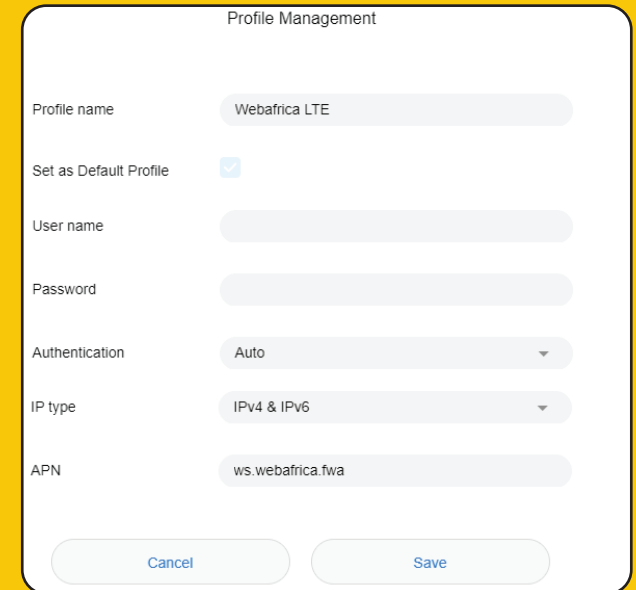 Profile Management
Profile name Webafrica LTE
Set as Default Profile
User name
Password
Authentication Auto
IP type IPv4 & IPv6
APN ws.webafrica.fwa
Cancel Save